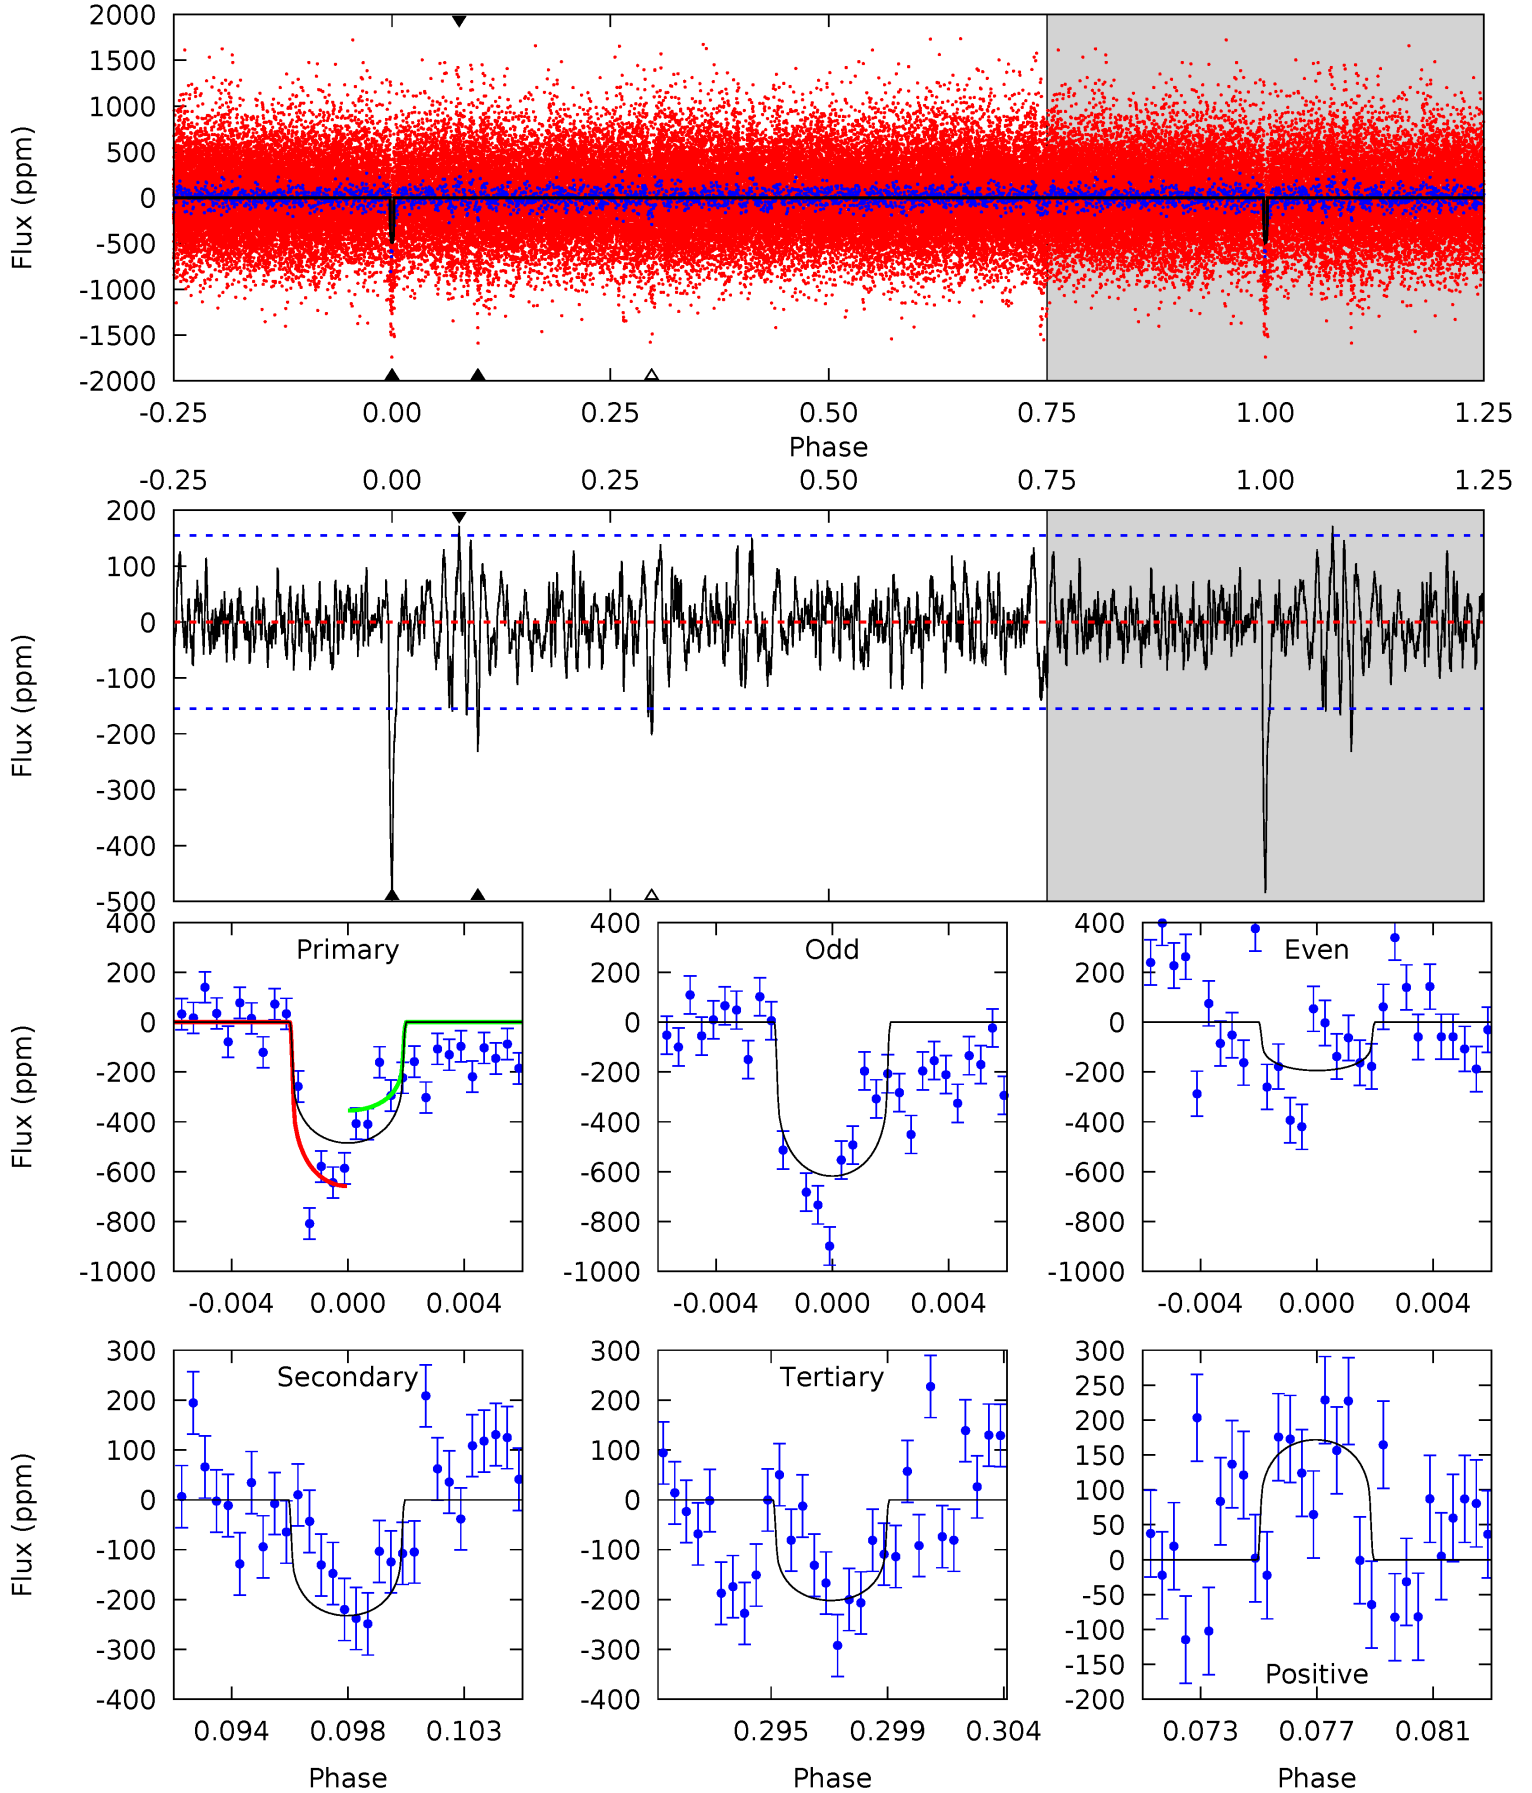 2000
1500
1000
500
0
-500
-1000
-1500
-2000
Flux (ppm)
-0.25 0.00 0.25 0.50 0.75 1.00 1.25
Phase
-0.25 0.00 0.25 0.50 0.75 1.00 1.25
200
100
0
-100
-200
-300
-400
-500
Flux (ppm)
Primary Odd Even
400 400 400
200 200 200
0 0 0
-200 -200 -200
-400 -400 -400
-600 -600 -600
-800 -800 -800
-1000 -1000 -1000
Flux (ppm)
-0.004 0.000 0.004 -0.004 0.000 0.004 -0.004 0.000 0.004
Secondary Tertiary Positive
300 300 300
200 200 250
100 100 200
0 0 150
-100 -100 100
-200 -200 50
-300 -300 0
-400 -400 -50
-100
-150
-200
Flux (ppm)
0.094 0.098 0.103 0.295 0.299 0.304 0.073 0.077 0.081
Phase Phase Phase